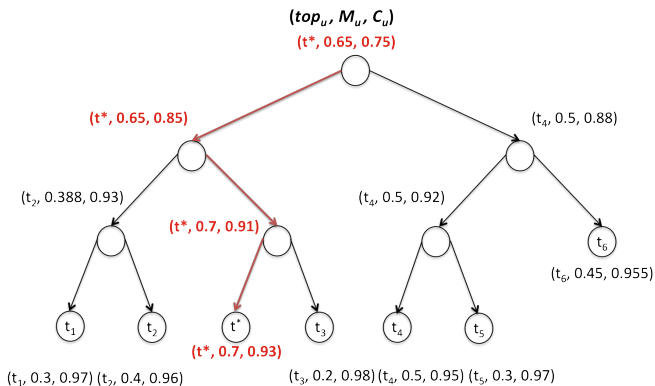 (top_u, M_u, C_u)
(t*, 0.65, 0.75)
(t*, 0.65, 0.85)
(t₄, 0.5, 0.88)
(t₂, 0.388, 0.93)
(t*, 0.7, 0.91)
(t₄, 0.5, 0.92)
t₆
(t₆, 0.45, 0.955)
t₁ t₂ t* t₃ t₄ t₅
(t*, 0.7, 0.93)
(t₁, 0.3, 0.97) (t₂, 0.4, 0.96) (t₃, 0.2, 0.98) (t₄, 0.5, 0.95) (t₅, 0.3, 0.97)